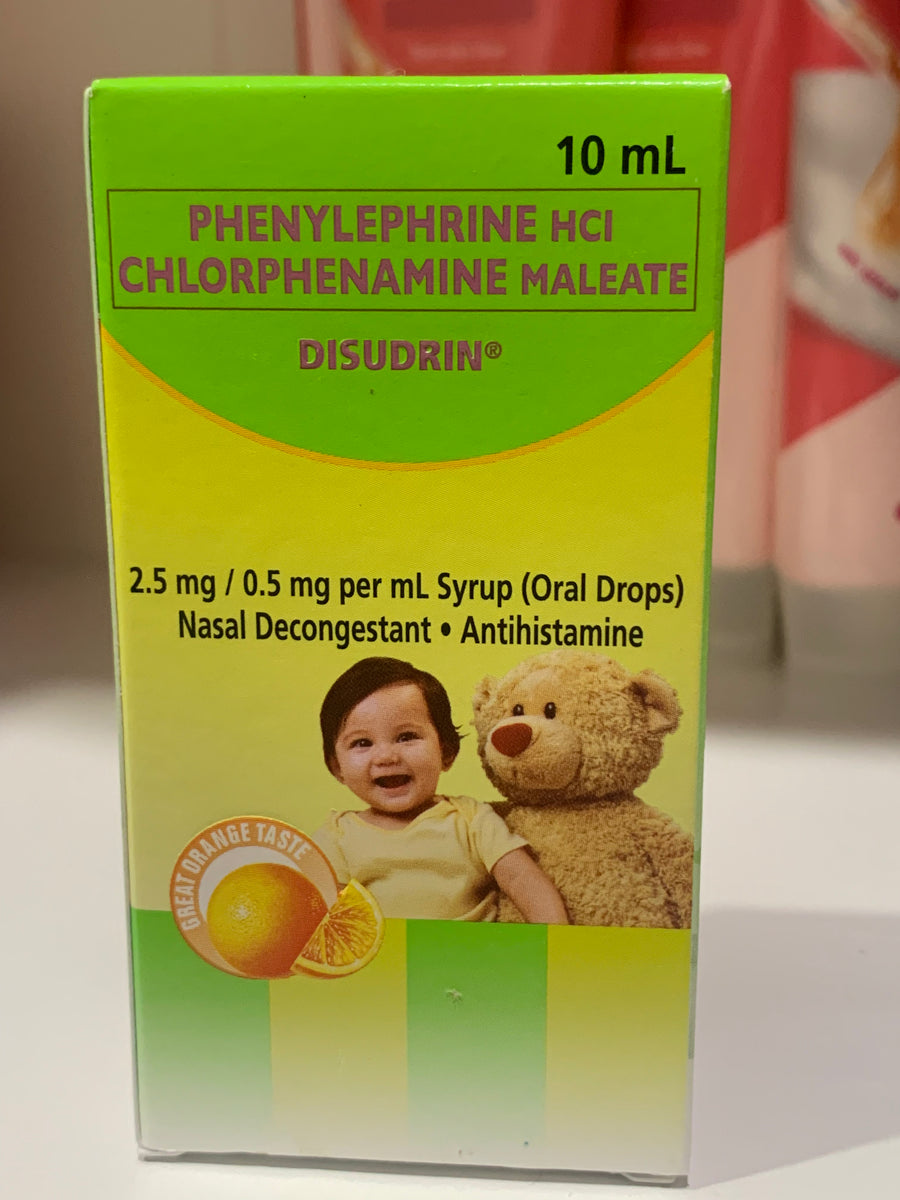 10 mL
PHENYLEPHRINE HCl
CHLORPHENAMINE MALEATE
DISUDRIN®
2.5 mg / 0.5 mg per mL Syrup (Oral Drops)
Nasal Decongestant • Antihistamine
GREAT ORANGE TASTE